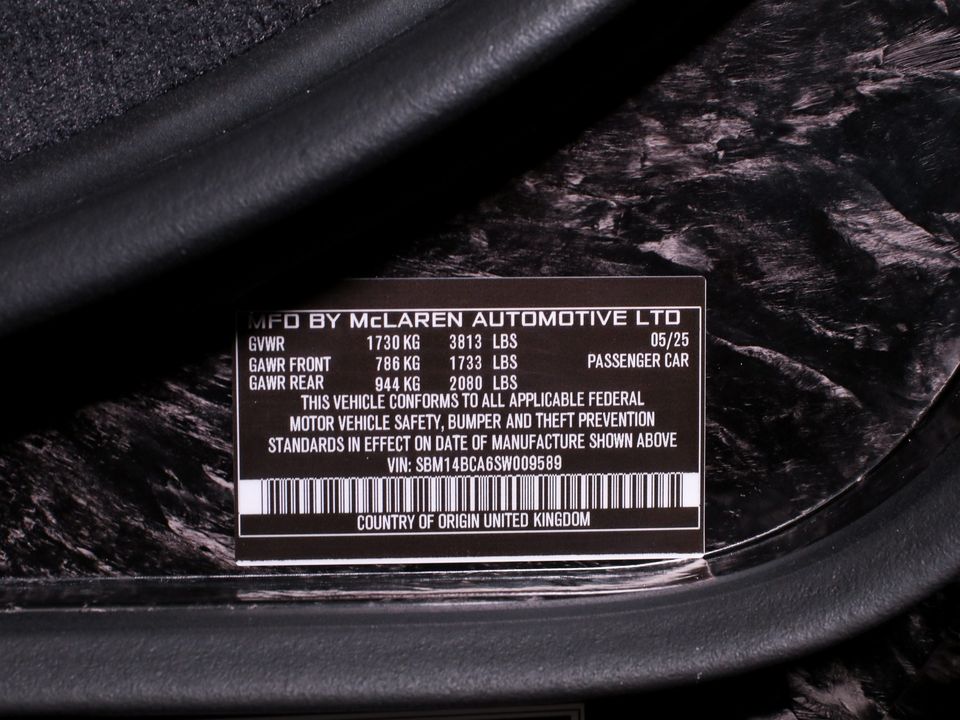 MFD BY McLAREN AUTOMOTIVE LTD
GVWR 1730 KG 3813 LBS 05/25
GAWR FRONT 786 KG 1733 LBS PASSENGER CAR
GAWR REAR 944 KG 2080 LBS
THIS VEHICLE CONFORMS TO ALL APPLICABLE FEDERAL
MOTOR VEHICLE SAFETY, BUMPER AND THEFT PREVENTION
STANDARDS IN EFFECT ON DATE OF MANUFACTURE SHOWN ABOVE
VIN: SBM14BCA6SW009589
COUNTRY OF ORIGIN UNITED KINGDOM